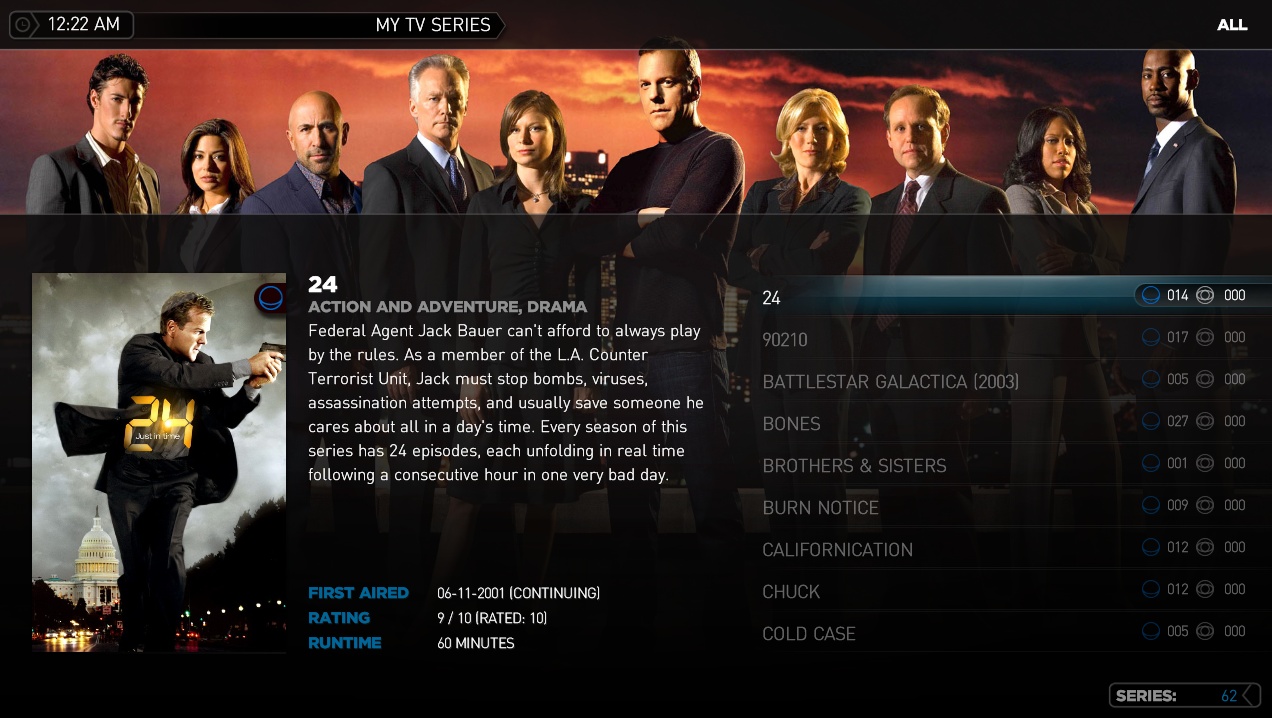 12:22 AM
MY TV SERIES
ALL
24
Just in time
24
ACTION AND ADVENTURE, DRAMA
Federal Agent Jack Bauer can't afford to always play
by the rules. As a member of the L.A. Counter
Terrorist Unit, Jack must stop bombs, viruses,
assassination attempts, and usually save someone he
cares about all in a day's time. Every season of this
series has 24 episodes, each unfolding in real time
following a consecutive hour in one very bad day.
FIRST AIRED 06-11-2001 (CONTINUING)
RATING 9 / 10 (RATED: 10)
RUNTIME 60 MINUTES
24 014 000
90210 017 000
BATTLESTAR GALACTICA (2003) 005 000
BONES 027 000
BROTHERS & SISTERS 001 000
BURN NOTICE 009 000
CALIFORNICATION 012 000
CHUCK 012 000
COLD CASE 005 000
SERIES: 62